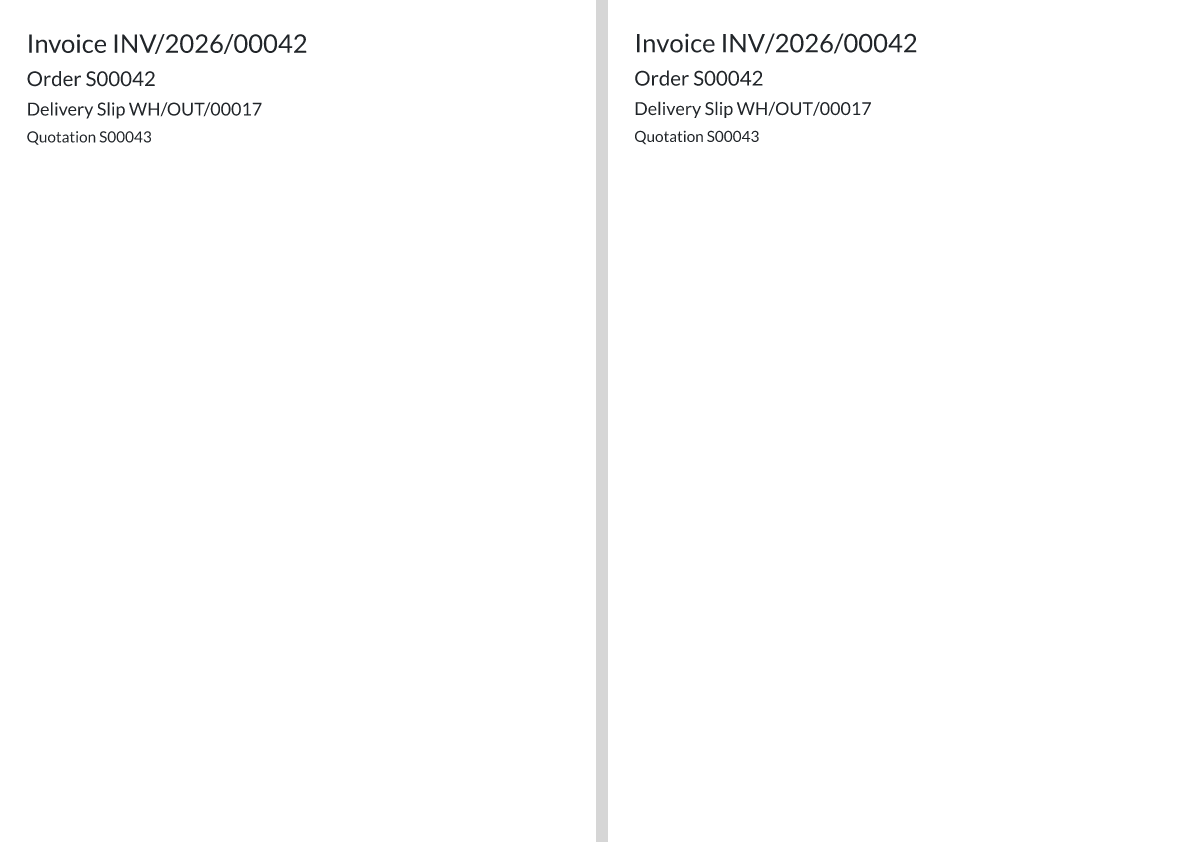 Invoice INV/2026/00042
Order S00042
Delivery Slip WH/OUT/00017
Quotation S00043
Invoice INV/2026/00042
Order S00042
Delivery Slip WH/OUT/00017
Quotation S00043